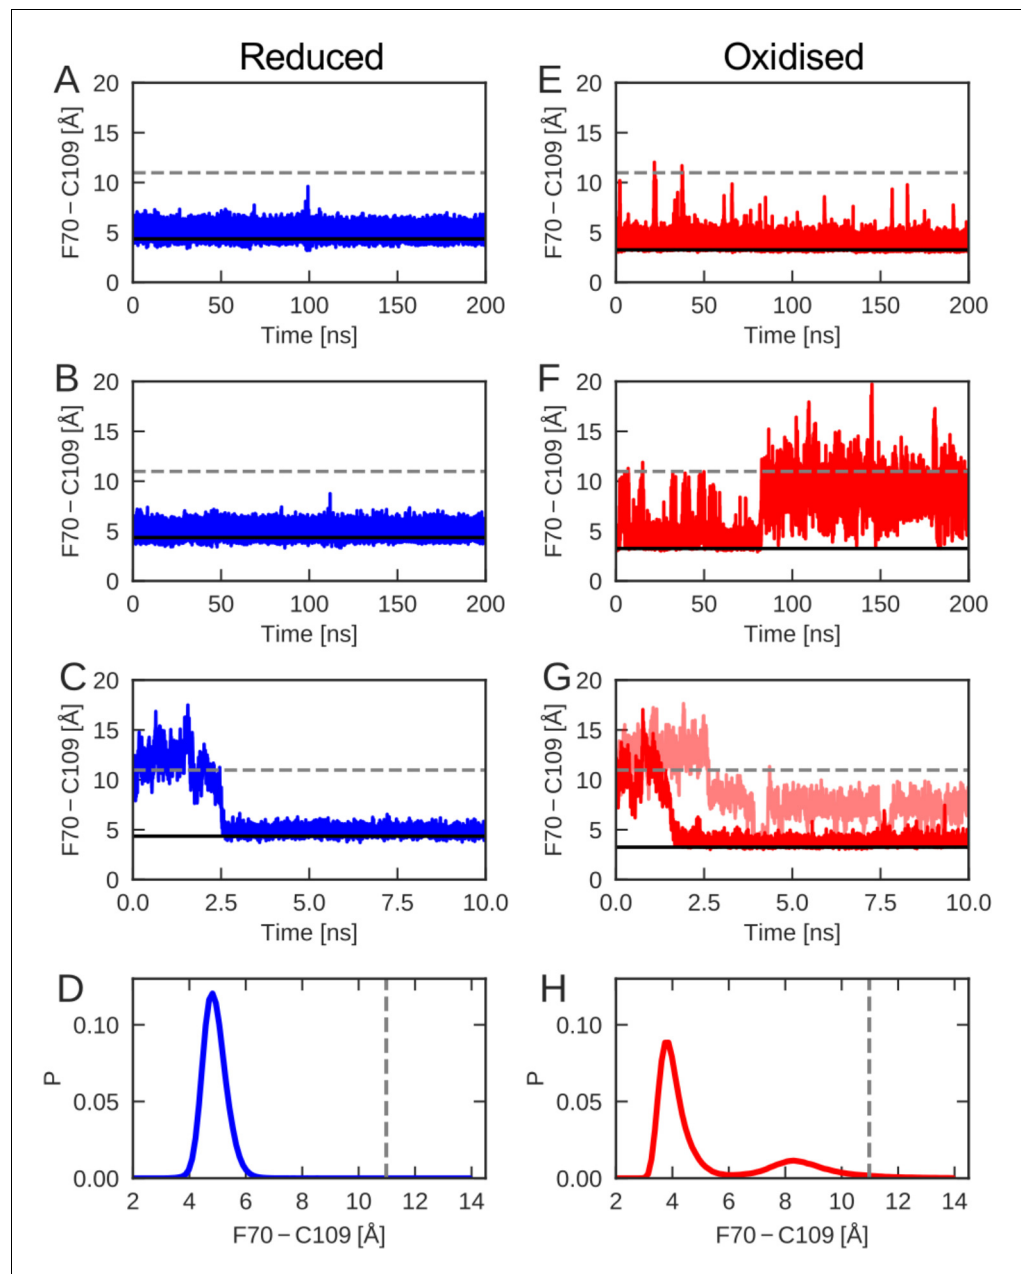 Reduced
Oxidised
A
20
15
10
5
0
F70 – C109 [Å]
0 50 100 150 200
Time [ns]
E
20
15
10
5
0
F70 – C109 [Å]
0 50 100 150 200
Time [ns]
B
20
15
10
5
0
F70 – C109 [Å]
0 50 100 150 200
Time [ns]
F
20
15
10
5
0
F70 – C109 [Å]
0 50 100 150 200
Time [ns]
C
20
15
10
5
0
F70 – C109 [Å]
0.0 2.5 5.0 7.5 10.0
Time [ns]
G
20
15
10
5
0
F70 – C109 [Å]
0.0 2.5 5.0 7.5 10.0
Time [ns]
D
0.10
0.05
0.00
P
2 4 6 8 10 12 14
F70 – C109 [Å]
H
0.10
0.05
0.00
P
2 4 6 8 10 12 14
F70 – C109 [Å]